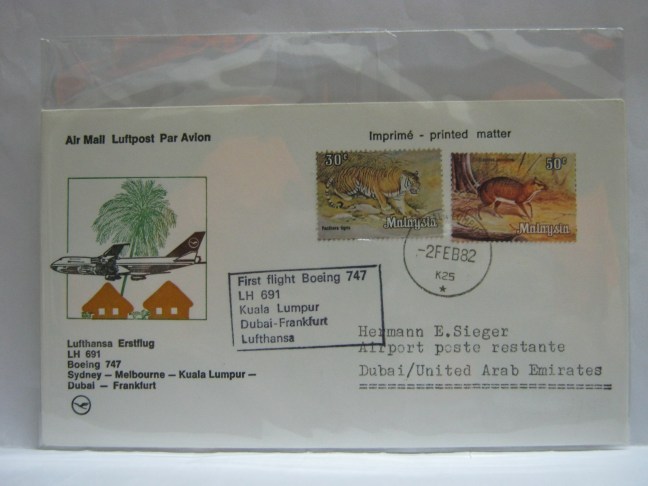 Air Mail Luftpost Par Avion
Imprimé - printed matter
30c
Panthera tigris
Malaysia
50c
Malaysia
-2FEB82
K25
*
First flight Boeing 747
LH 691
Kuala Lumpur
Dubai-Frankfurt
Lufthansa
Lufthansa Erstflug
LH 691
Boeing 747
Sydney – Melbourne – Kuala Lumpur –
Dubai – Frankfurt
Hermann E.Sieger
Airport poste restante
Dubai/United Arab Emirates